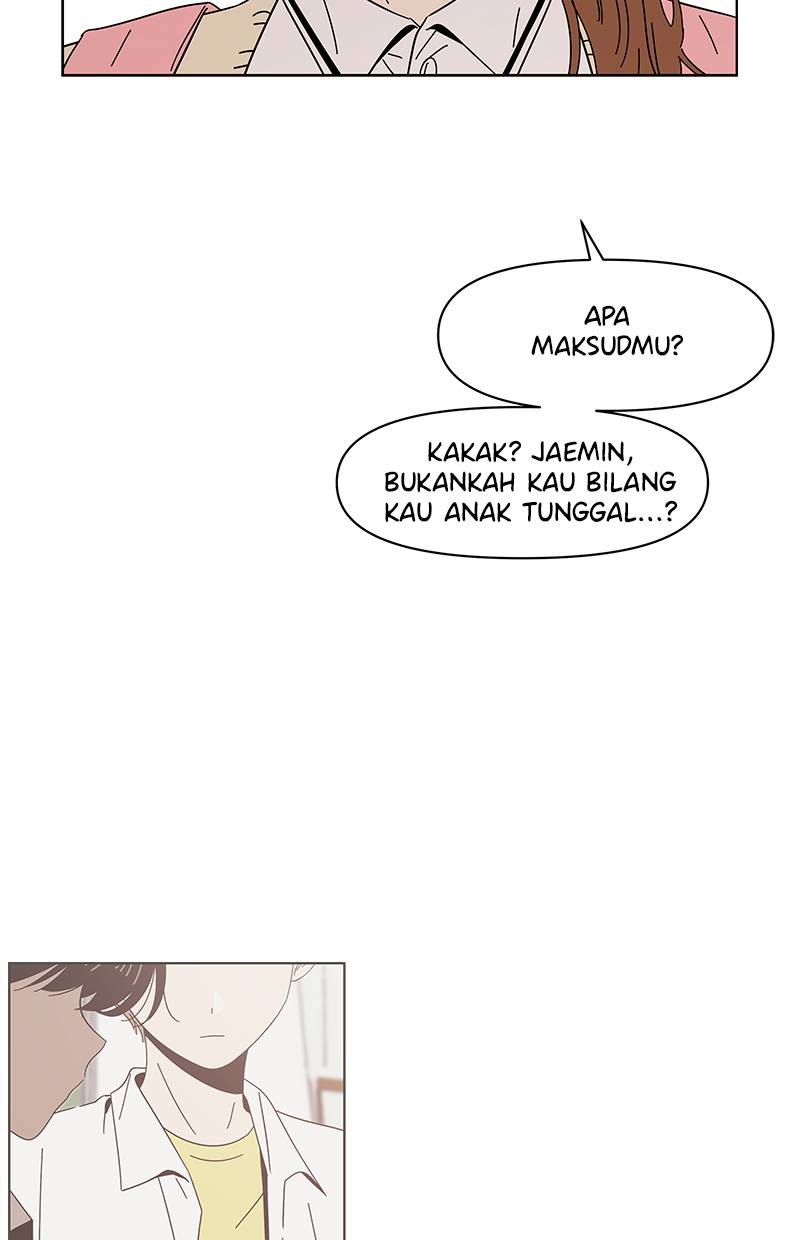 APA
MAKSUDMU?
KAKAK? JAEMIN,
BUKANKAH KAU BILANG
KAU ANAK TUNGGAL...?